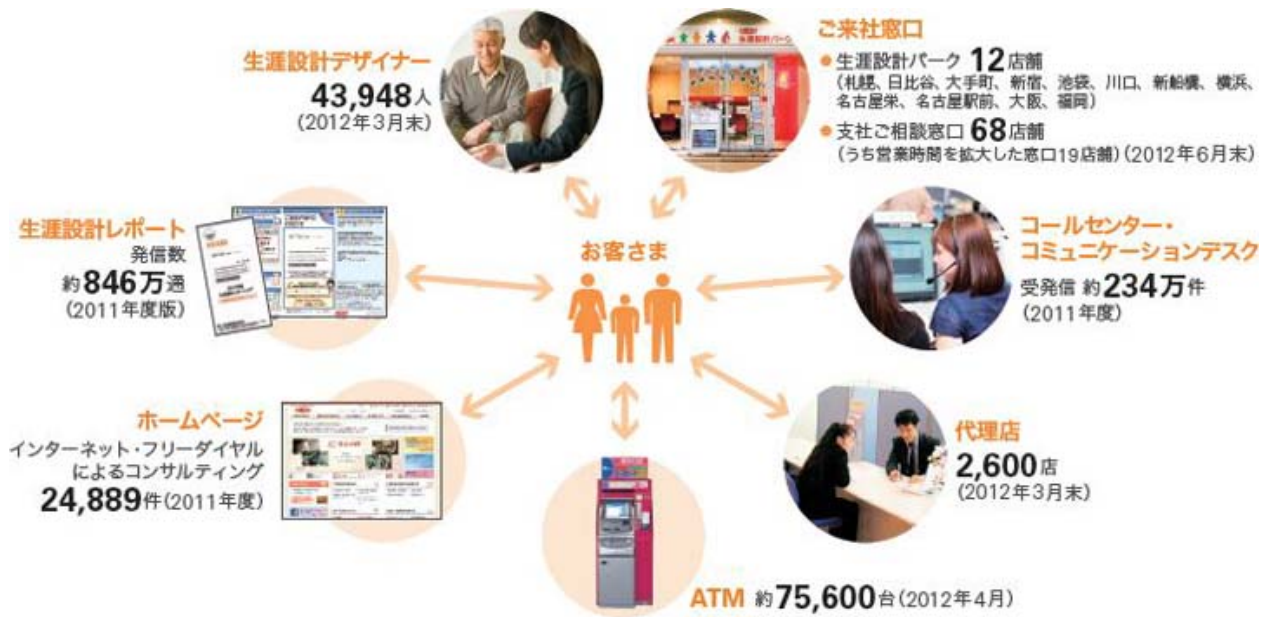 生涯設計デザイナー
43,948人
(2012年3月末)
生涯設計パーク
ご来社窓口
● 生涯設計パーク 12店舗
(札幌、日比谷、大手町、新宿、池袋、川口、新船橋、横浜、
名古屋栄、名古屋駅前、大阪、福岡)
● 支社ご相談窓口 68店舗
(うち営業時間を拡大した窓口19店舗)(2012年6月末)
生涯設計レポート
発信数
約846万通
(2011年度版)
お客さま
コールセンター・
コミュニケーションデスク
受発信 約234万件
(2011年度)
ホームページ
インターネット・フリーダイヤル
によるコンサルティング
24,889件(2011年度)
代理店
2,600店
(2012年3月末)
ATM 約75,600台(2012年4月)